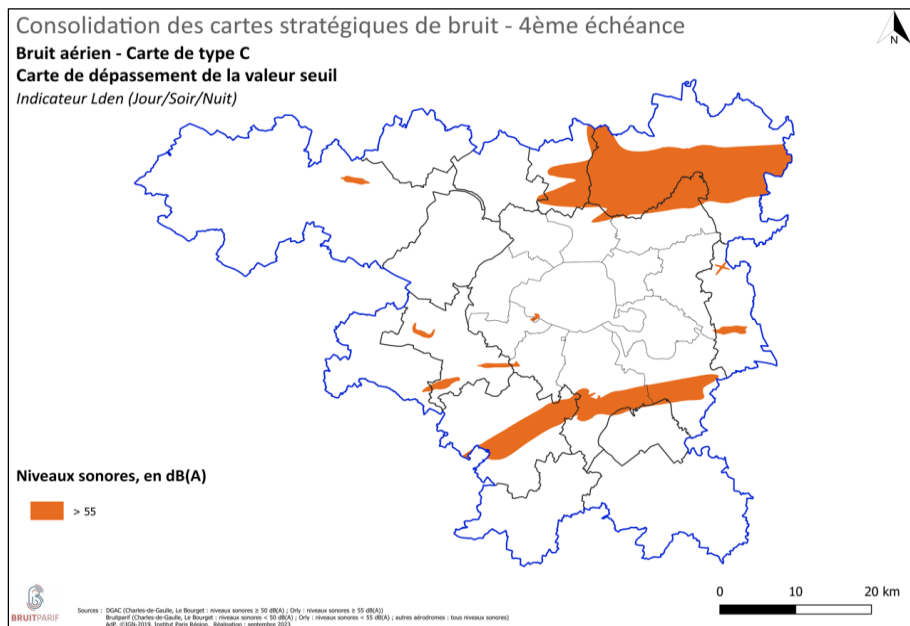 Consolidation des cartes stratégiques de bruit - 4ème échéance
N
Bruit aérien - Carte de type C
Carte de dépassement de la valeur seuil
Indicateur Lden (Jour/Soir/Nuit)
Niveaux sonores, en dB(A)
> 55
0 10 20 km
BRUITPARIF
Sources : DGAC (Charles-de-Gaulle, Le Bourget : niveaux sonores ≥ 50 dB(A) ; Orly : niveaux sonores ≥ 55 dB(A))
Bruitparif (Charles-de-Gaulle, Le Bourget : niveaux sonores < 50 dB(A) ; Orly : niveaux sonores < 55 dB(A) ; autres aérodromes : tous niveaux sonores)
AdP, ©IGN-2019, Institut Paris Région, Réalisation : septembre 2023